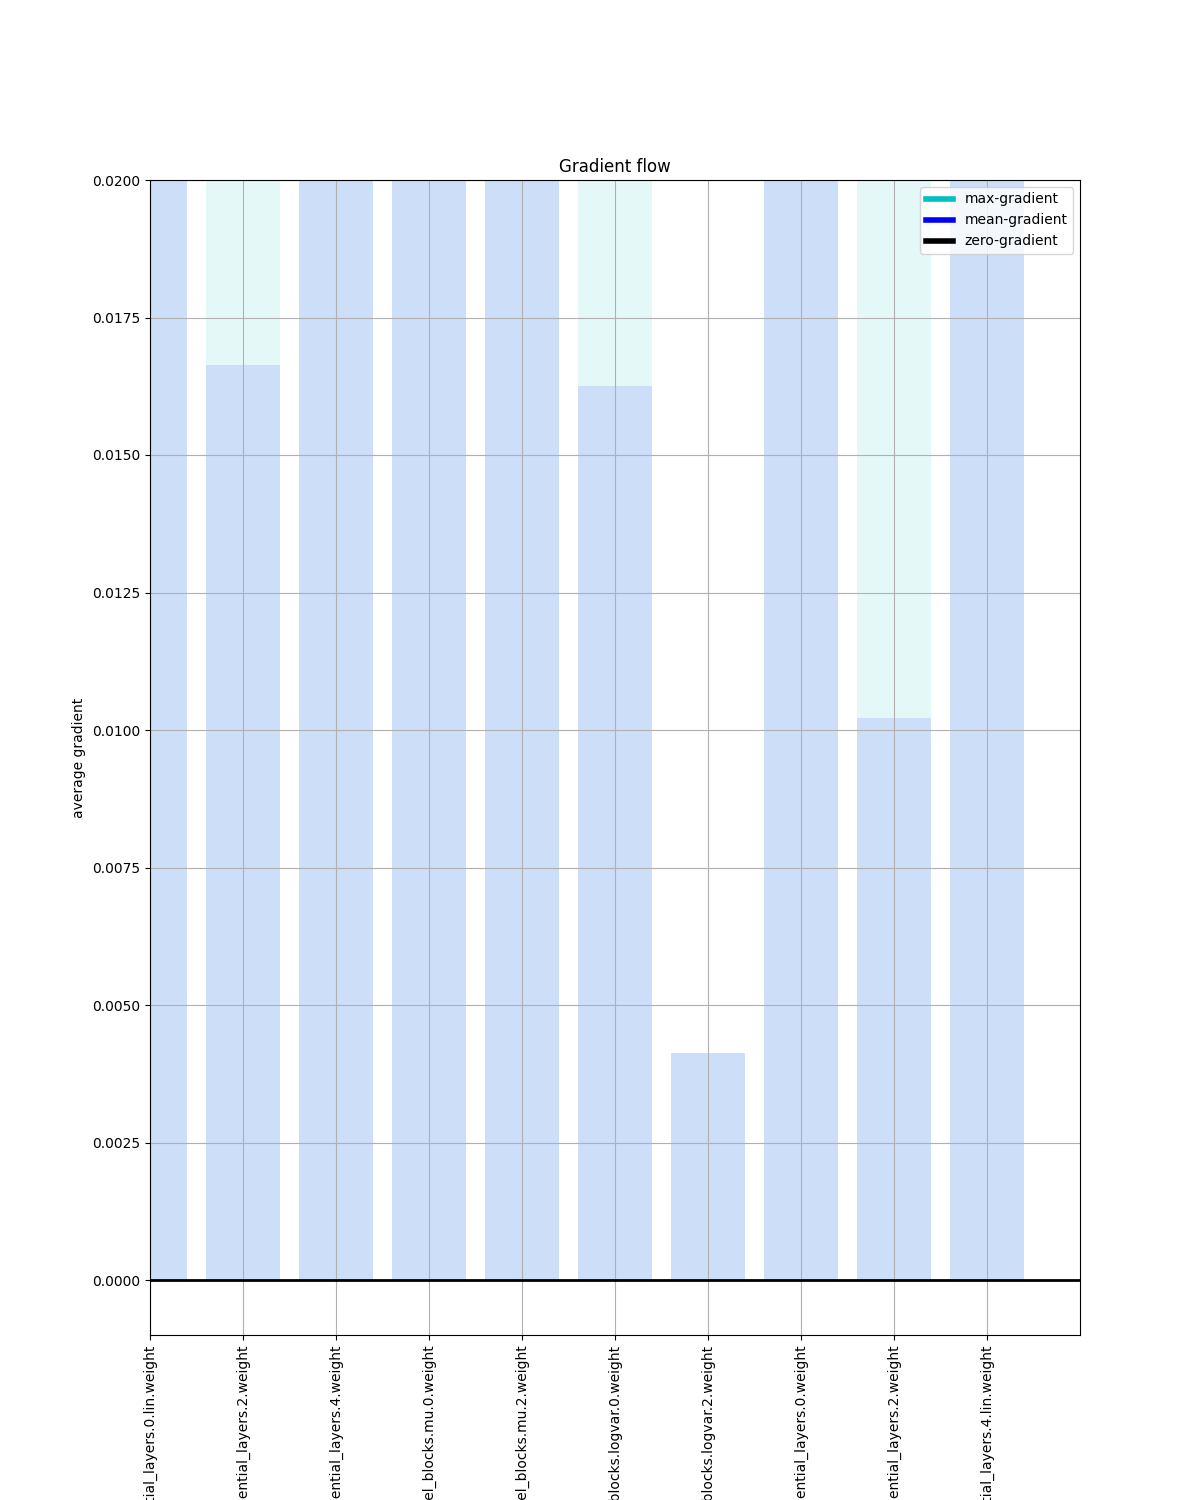 Gradient flow
max-gradient
mean-gradient
zero-gradient
0.0200
0.0175
0.0150
0.0125
0.0100
0.0075
0.0050
0.0025
0.0000
average gradient
tial_layers.0.lin.weight
ential_layers.2.weight
ential_layers.4.weight
el_blocks.mu.0.weight
el_blocks.mu.2.weight
blocks.logvar.0.weight
blocks.logvar.2.weight
ential_layers.0.weight
ential_layers.2.weight
tial_layers.4.lin.weight